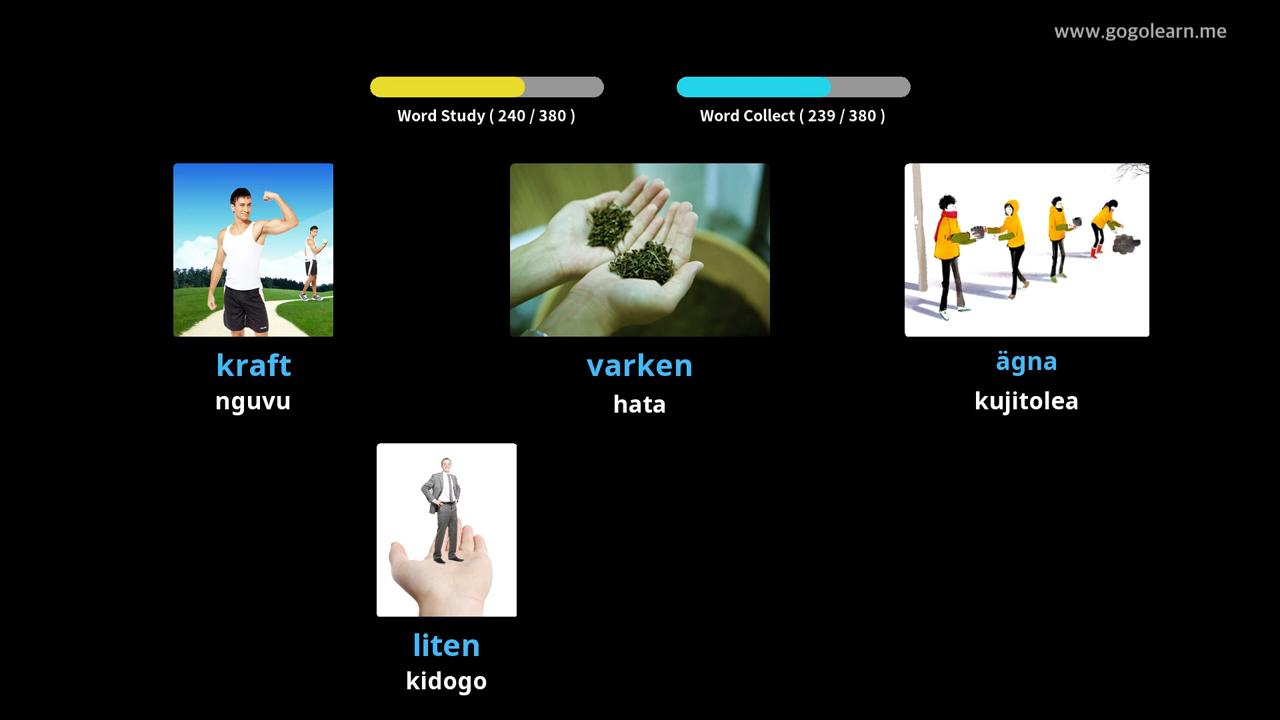 www.gogolearn.me
Word Study ( 240 / 380 )
Word Collect ( 239 / 380 )
kraft
nguvu
varken
hata
ägna
kujitolea
liten
kidogo